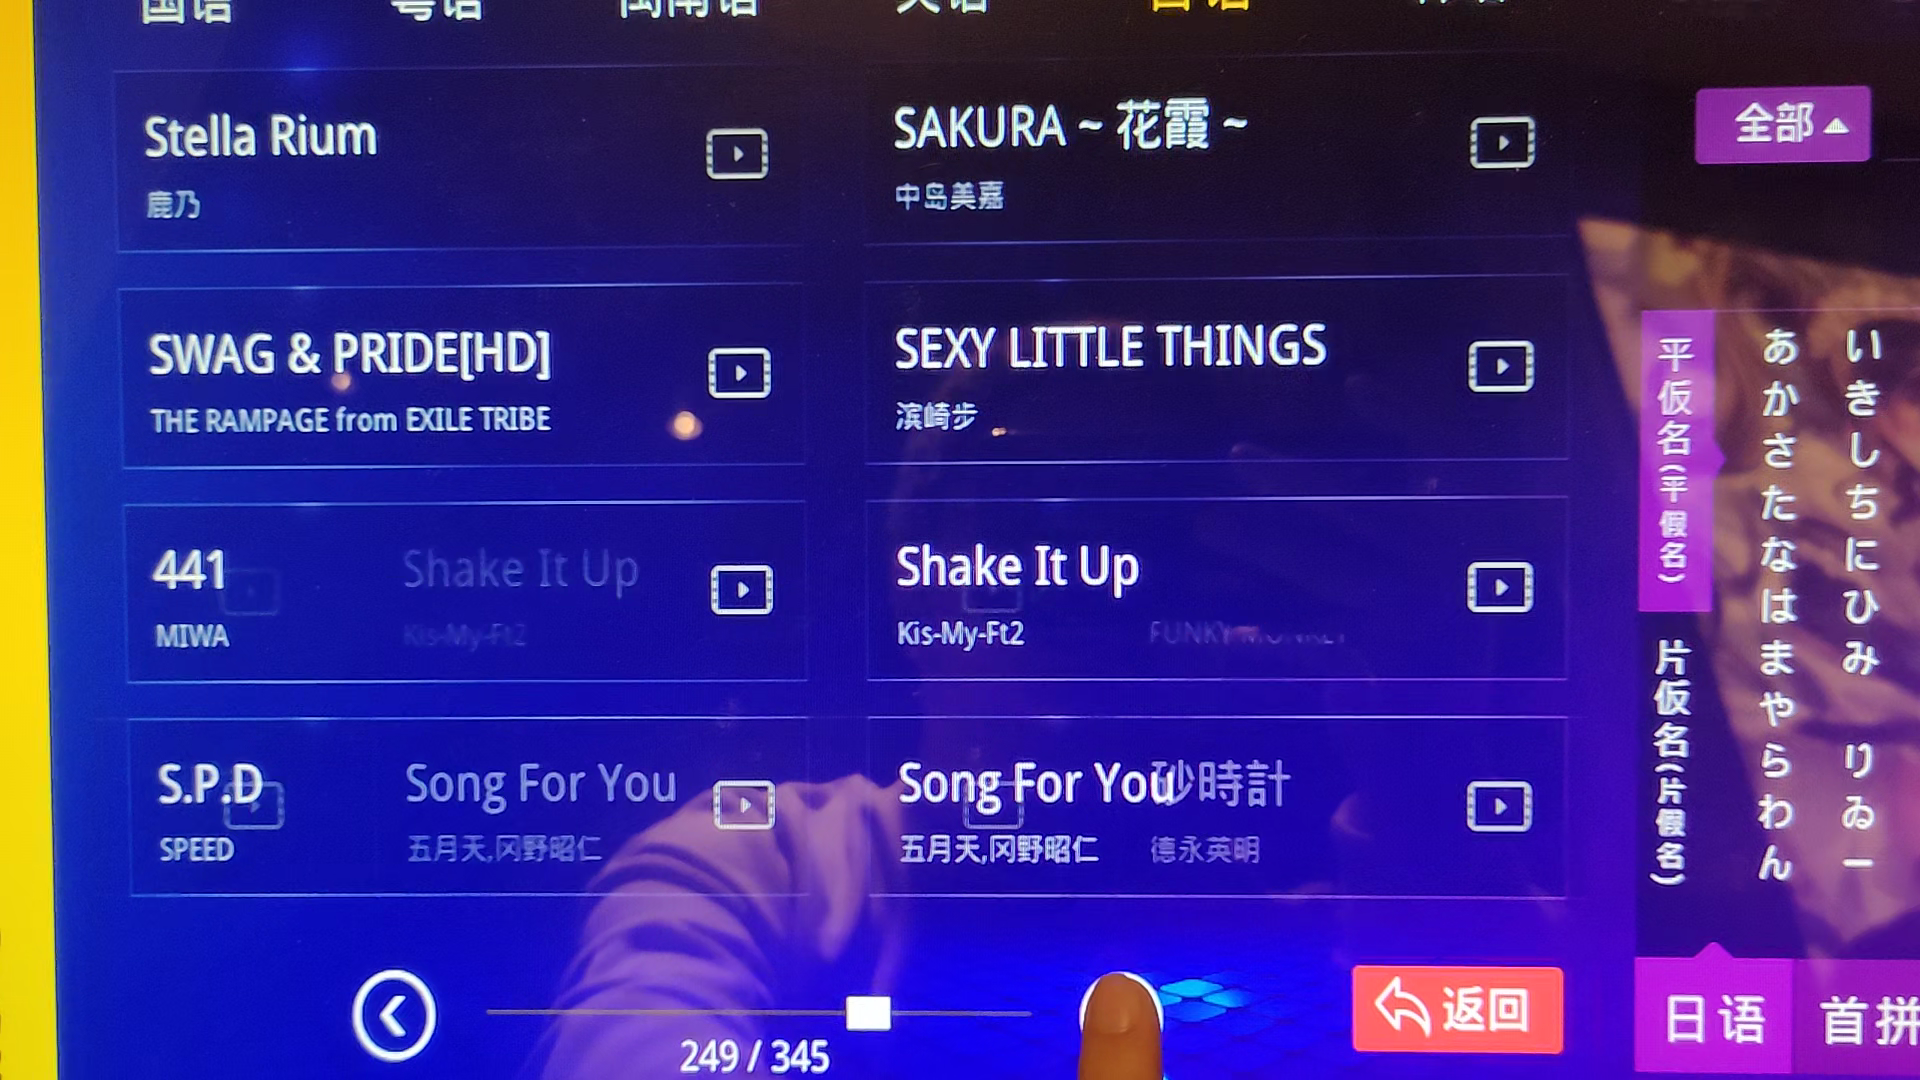 国语 粤语 闽南语 英语 日语
Stella Rium
鹿乃
SAKURA ~ 花霞 ~
中岛美嘉
全部
SWAG & PRIDE[HD]
THE RAMPAGE from EXILE TRIBE
SEXY LITTLE THINGS
滨崎步
441
MIWA
Shake It Up
Kis-My-Ft2
Shake It Up
Kis-My-Ft2
FUNKY MONKEY
S.P.D
SPEED
Song For You
五月天,冈野昭仁
Song For You
五月天,冈野昭仁
砂時計
德永英明
平仮名(平假名)
片仮名(片假名)
あかさたなはまやらわん
いきしちにひみ りゐー
249 / 345
返回
日语
首拼